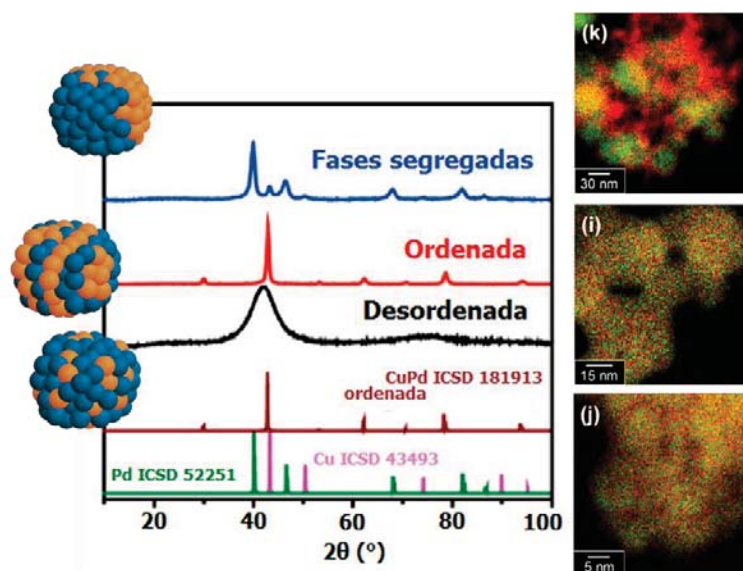 Fases segregadas
Ordenada
Desordenada
CuPd ICSD 181913
ordenada
Pd ICSD 52251
Cu ICSD 43493
20 40 60 80 100
2θ (°)
(k)
30 nm
(i)
15 nm
(j)
5 nm